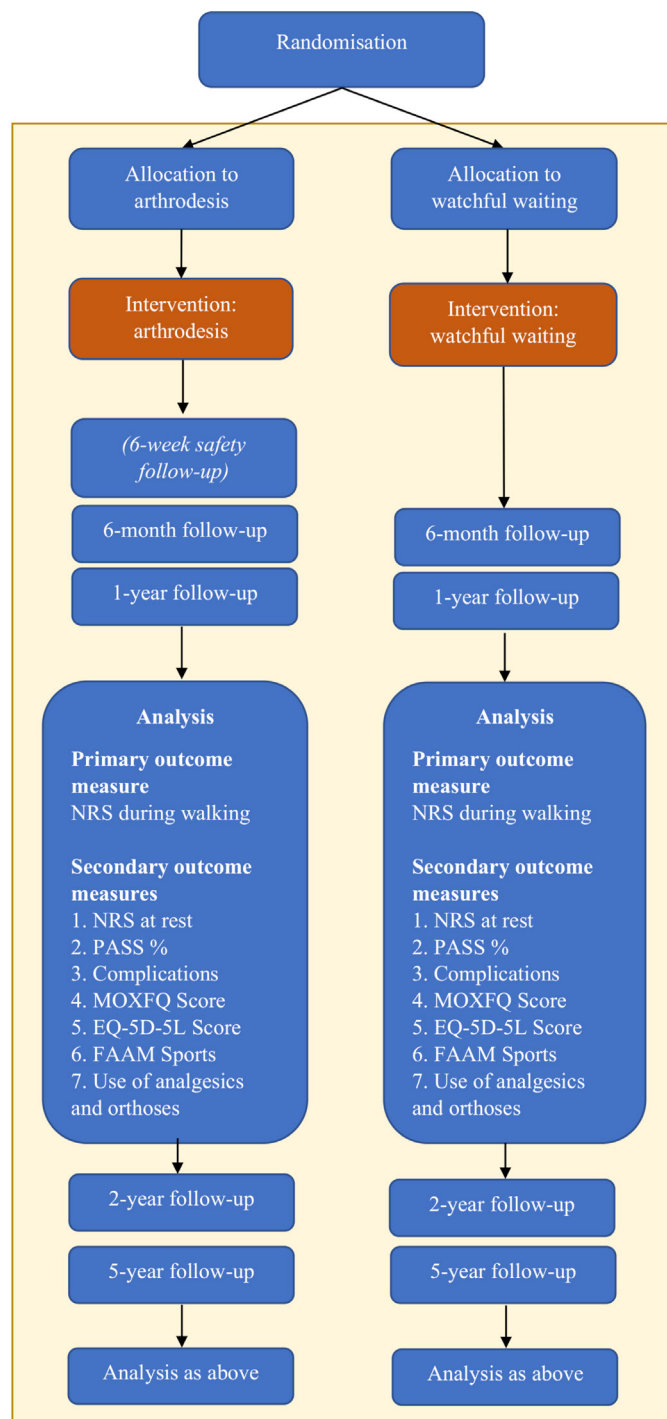 Randomisation
Allocation to
arthrodesis
Intervention:
arthrodesis
(6-week safety
follow-up)
6-month follow-up
1-year follow-up
Analysis
Primary outcome
measure
NRS during walking
Secondary outcome
measures
1. NRS at rest
2. PASS %
3. Complications
4. MOXFQ Score
5. EQ-5D-5L Score
6. FAAM Sports
7. Use of analgesics
and orthoses
2-year follow-up
5-year follow-up
Analysis as above
Allocation to
watchful waiting
Intervention:
watchful waiting
6-month follow-up
1-year follow-up
Analysis
Primary outcome
measure
NRS during walking
Secondary outcome
measures
1. NRS at rest
2. PASS %
3. Complications
4. MOXFQ Score
5. EQ-5D-5L Score
6. FAAM Sports
7. Use of analgesics
and orthoses
2-year follow-up
5-year follow-up
Analysis as above